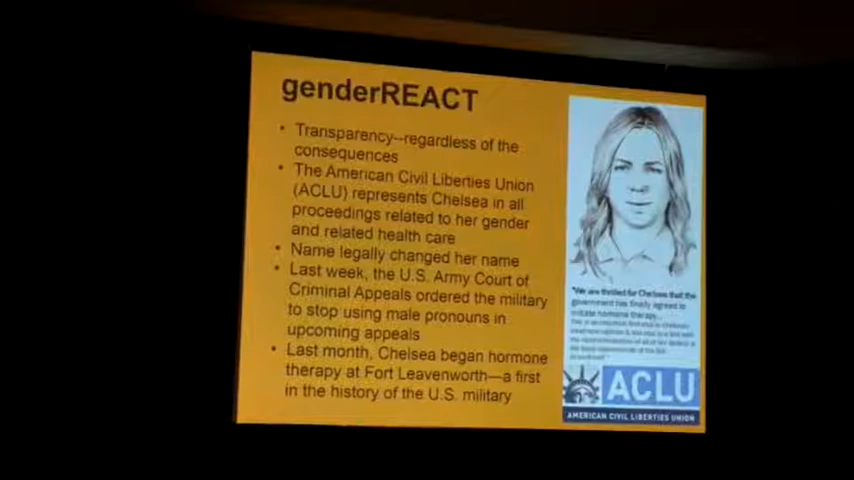 genderREACT
• Transparency--regardless of the
consequences
• The American Civil Liberties Union
(ACLU) represents Chelsea in all
proceedings related to her gender
and related health care
• Name legally changed her name
• Last week, the U.S. Army Court of
Criminal Appeals ordered the military
to stop using male pronouns in
upcoming appeals
• Last month, Chelsea began hormone
therapy at Fort Leavenworth—a first
in the history of the U.S. military
"We are thrilled for Chelsea that the
government has finally agreed to
initiate hormone therapy...
ACLU
AMERICAN CIVIL LIBERTIES UNION